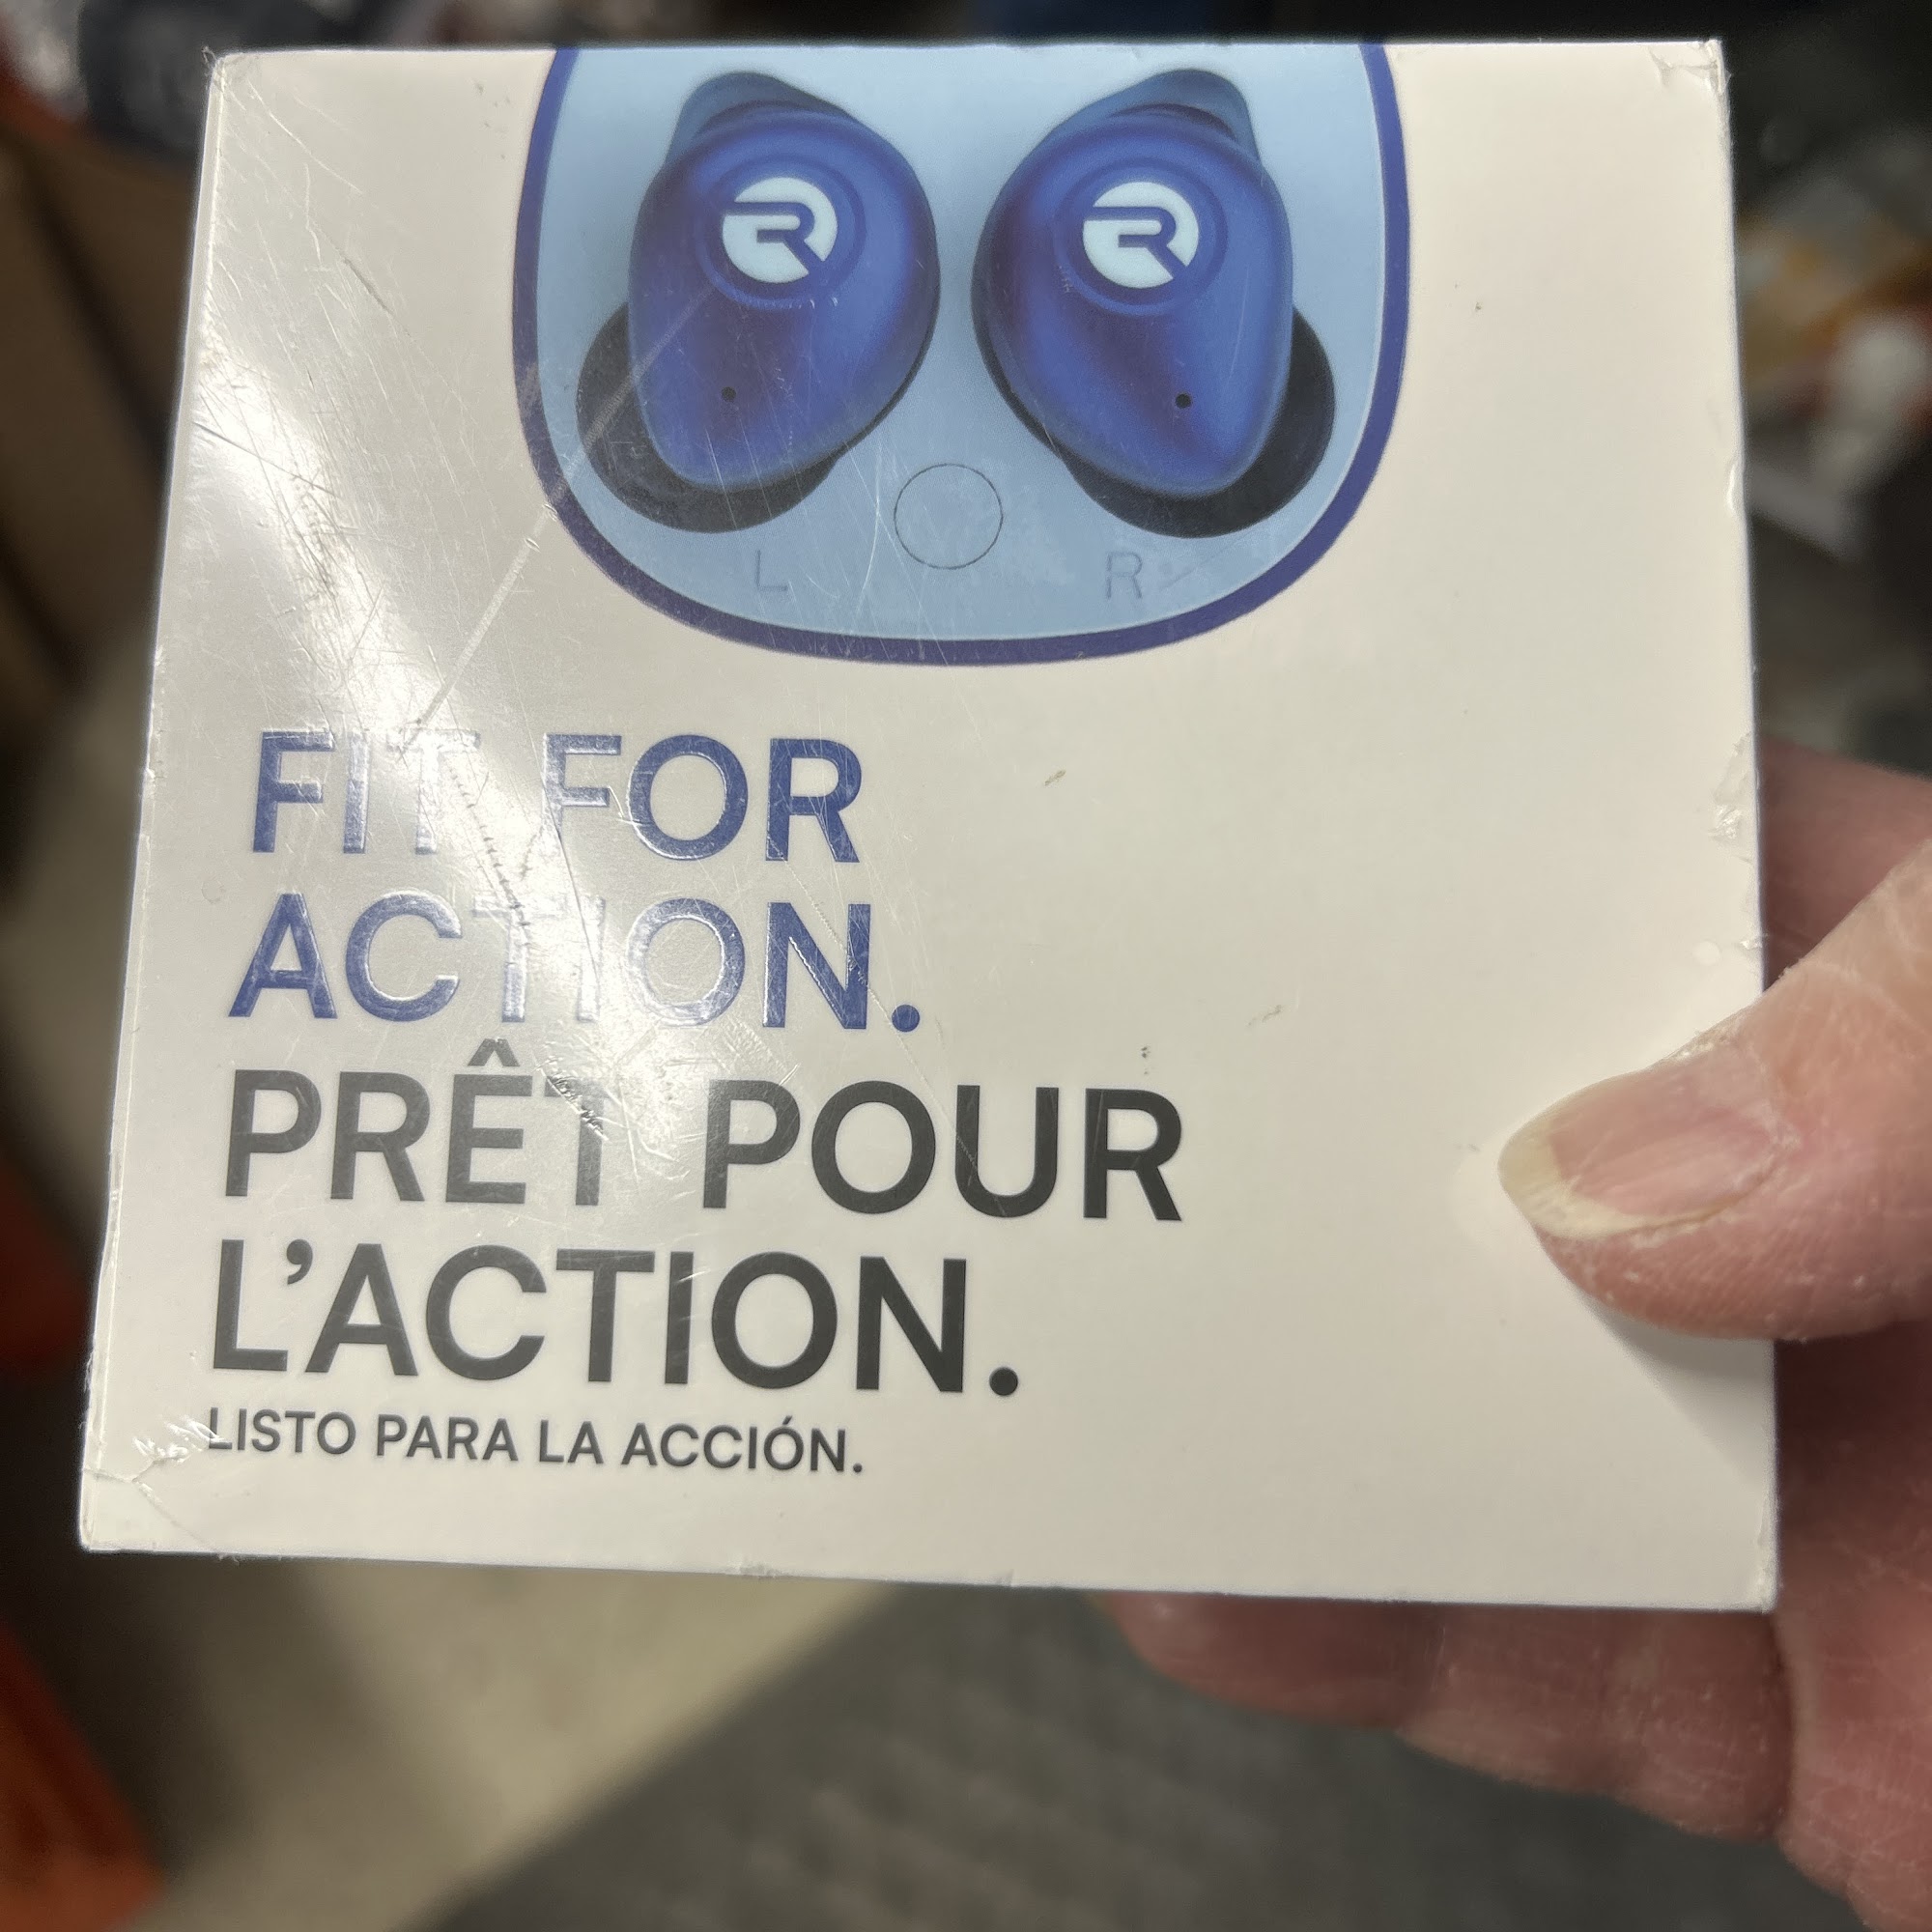 L R
FIT FOR
ACTION.
PRÊT POUR
L’ACTION.
LISTO PARA LA ACCIÓN.